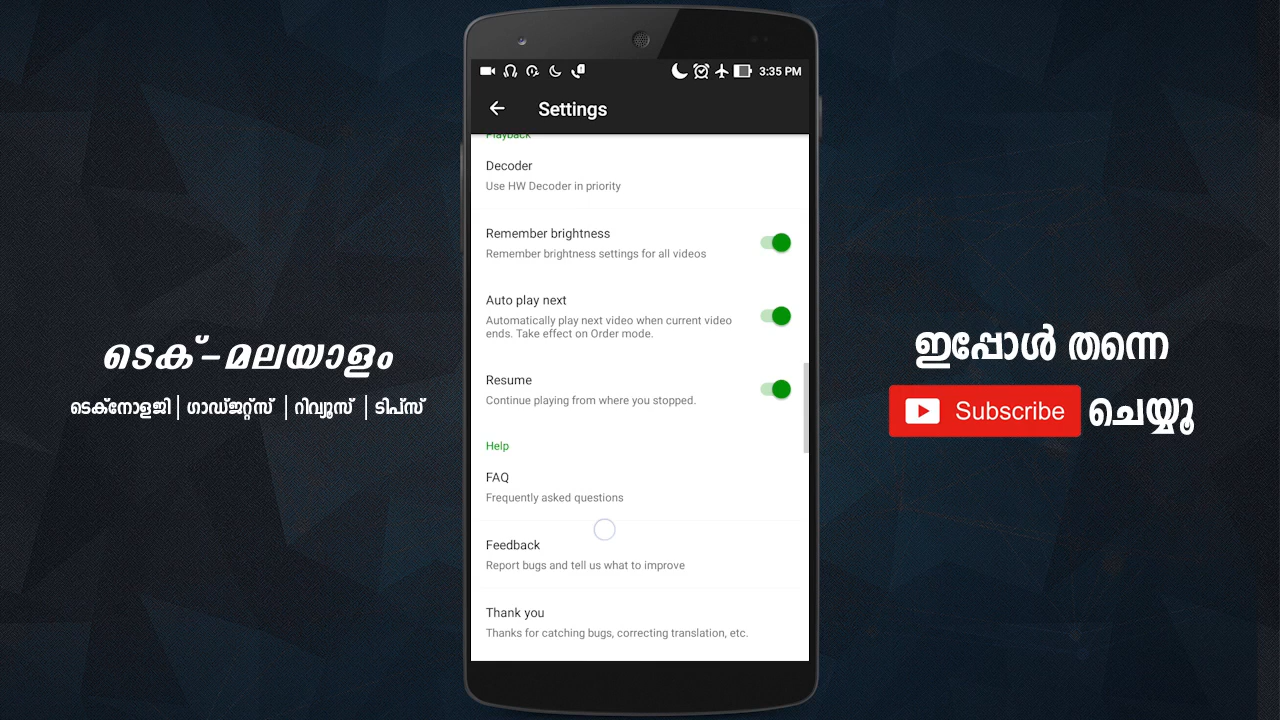 3:35 PM
Settings
Playback
Decoder
Use HW Decoder in priority
Remember brightness
Remember brightness settings for all videos
Auto play next
Automatically play next video when current video
ends. Take effect on Order mode.
Resume
Continue playing from where you stopped.
Help
FAQ
Frequently asked questions
Feedback
Report bugs and tell us what to improve
Thank you
Thanks for catching bugs, correcting translation, etc.
ടെക്-മലയാളം
ടെക്നോളജി| ഗാഡ്ജറ്റ്സ് |റിവ്യൂസ് |ടിപ്സ്
ഇപ്പോൾ തന്നെ
Subscribe ചെയ്യൂ